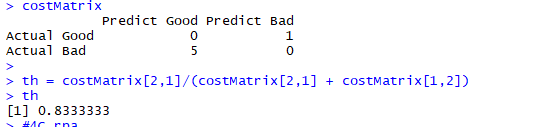 > costMatrix
Predict Good Predict Bad
Actual Good 0 1
Actual Bad 5 0
>
> th = costMatrix[2,1]/(costMatrix[2,1] + costMatrix[1,2])
> th
[1] 0.8333333
> #4C rpa